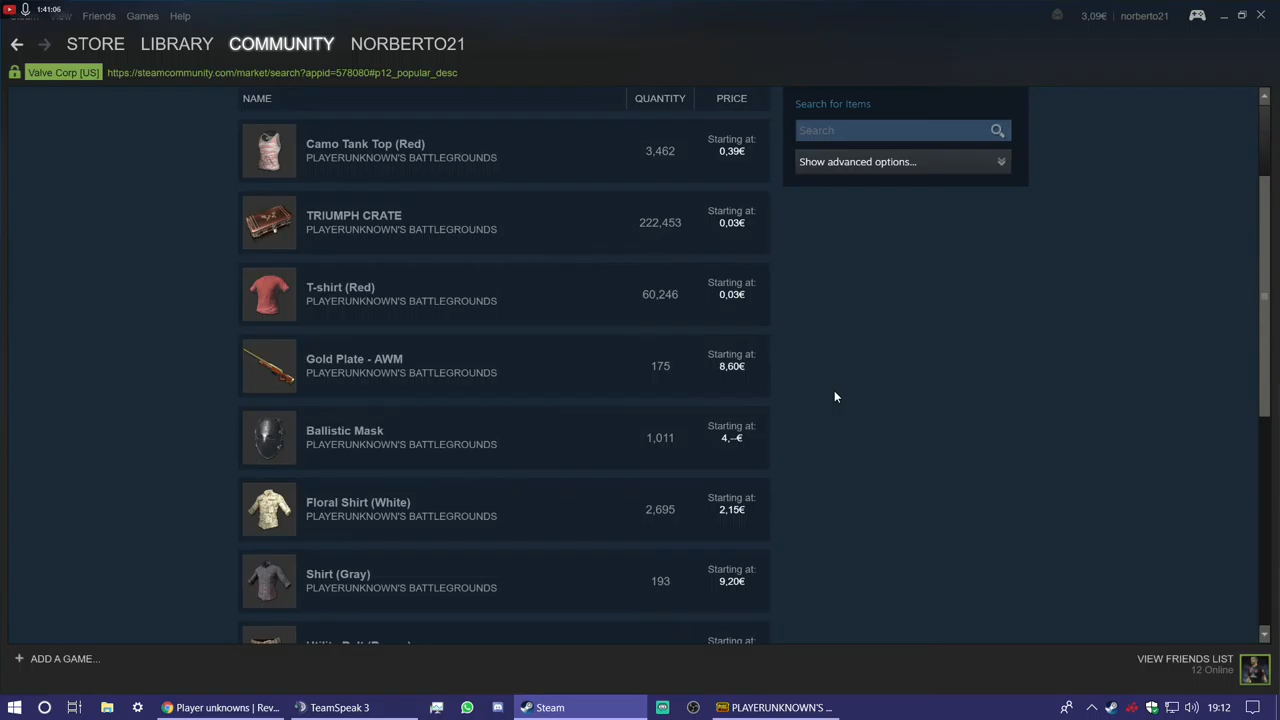 1:41:06
Friends Games Help
3,09€ norberto21
STORE LIBRARY COMMUNITY NORBERTO21
Valve Corp [US] https://steamcommunity.com/market/search?appid=578080#p12_popular_desc
NAME QUANTITY PRICE
Search for Items
Search
Show advanced options...
Camo Tank Top (Red)
PLAYERUNKNOWN'S BATTLEGROUNDS
3,462
Starting at:
0,39€
TRIUMPH CRATE
PLAYERUNKNOWN'S BATTLEGROUNDS
222,453
Starting at:
0,03€
T-shirt (Red)
PLAYERUNKNOWN'S BATTLEGROUNDS
60,246
Starting at:
0,03€
Gold Plate - AWM
PLAYERUNKNOWN'S BATTLEGROUNDS
175
Starting at:
8,60€
Ballistic Mask
PLAYERUNKNOWN'S BATTLEGROUNDS
1,011
Starting at:
4,--€
Floral Shirt (White)
PLAYERUNKNOWN'S BATTLEGROUNDS
2,695
Starting at:
2,15€
Shirt (Gray)
PLAYERUNKNOWN'S BATTLEGROUNDS
193
Starting at:
9,20€
Starting at:
+ ADD A GAME...
VIEW FRIENDS LIST
12 Online
Player unknowns | Rev...
TeamSpeak 3
Steam
PLAYERUNKNOWN'S ...
19:12